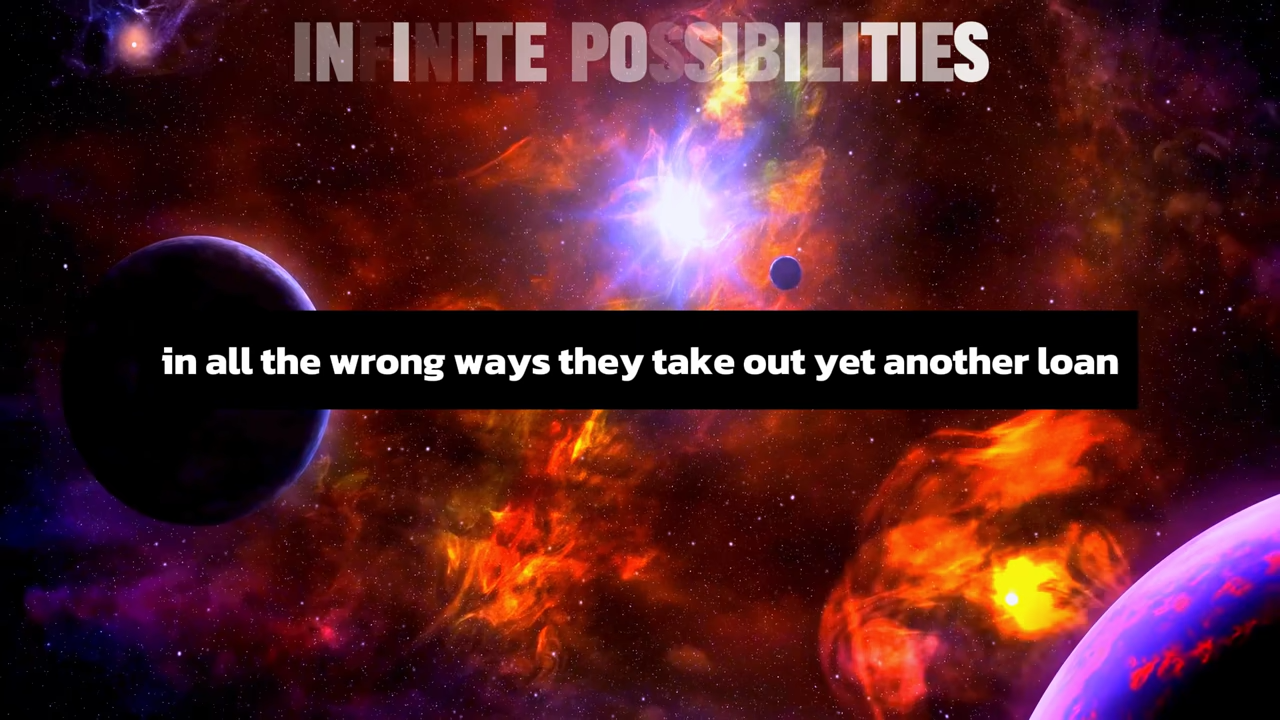 INFINITE POSSIBILITIES
in all the wrong ways they take out yet another loan